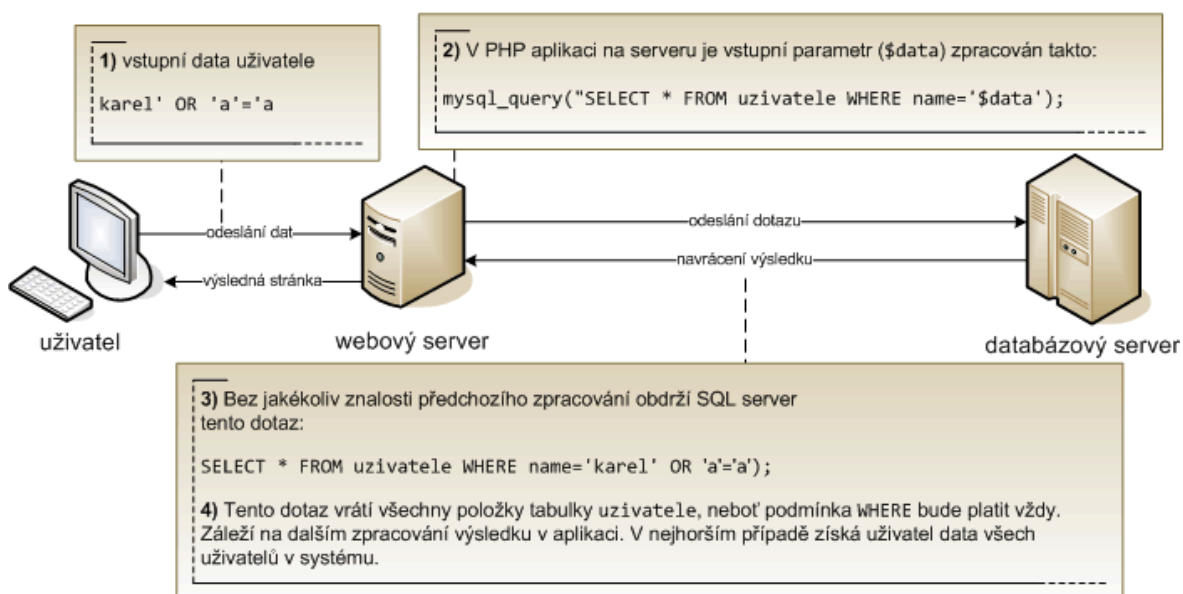 1) vstupní data uživatele
karel' OR 'a'='a
2) V PHP aplikaci na serveru je vstupní parametr ($data) zpracován takto:
mysql_query("SELECT * FROM uzivatele WHERE name='$data');
odeslání dat
výsledná stránka
odeslání dotazu
navrácení výsledku
uživatel
webový server
databázový server
3) Bez jakékoliv znalosti předchozího zpracování obdrží SQL server
tento dotaz:
SELECT * FROM uzivatele WHERE name='karel' OR 'a'='a');
4) Tento dotaz vrátí všechny položky tabulky uzivatele, neboť podmínka WHERE bude platit vždy.
Záleží na dalším zpracování výsledku v aplikaci. V nejhorším případě získá uživatel data všech
uživatelů v systému.